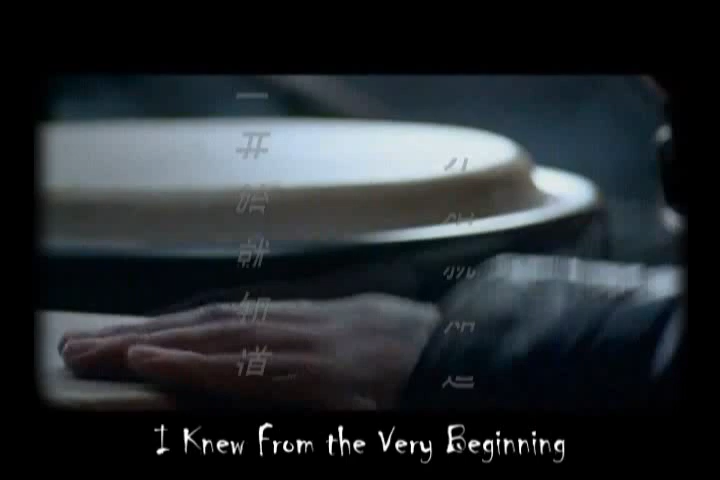 一开始就知道
I Knew From the Very Beginning